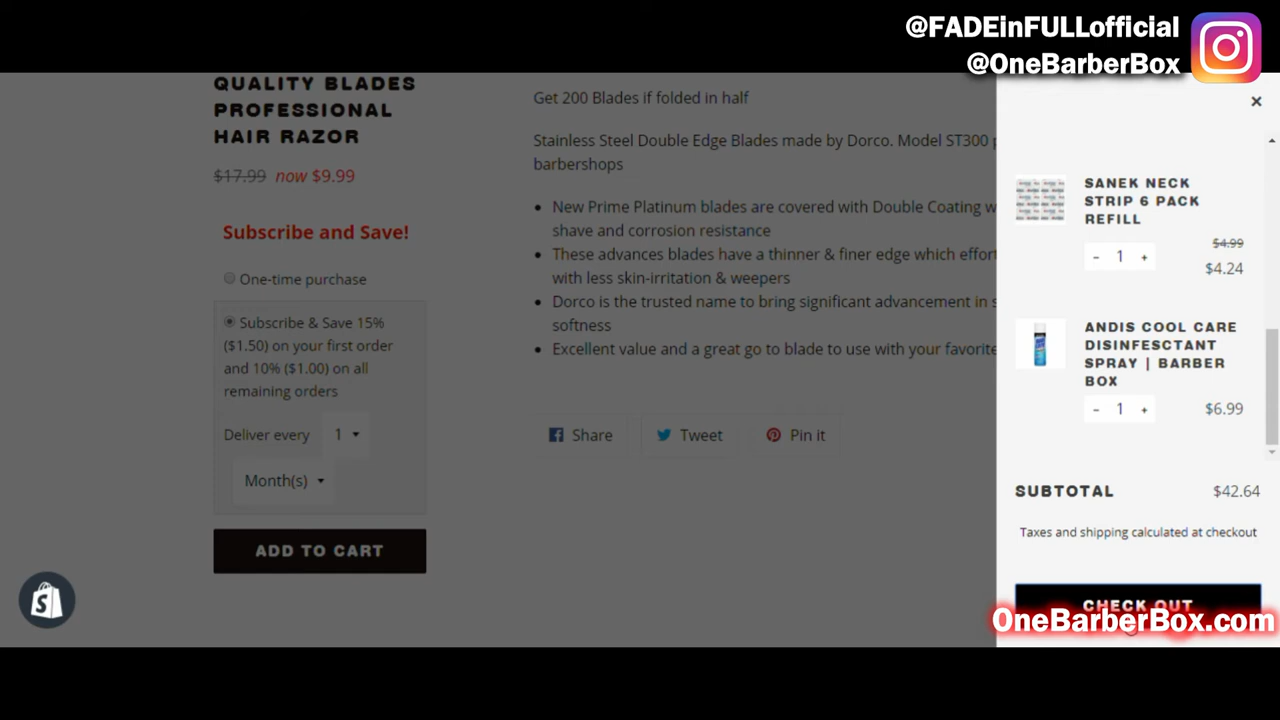 @FADEinFULLofficial
@OneBarberBox
QUALITY BLADES
PROFESSIONAL
HAIR RAZOR
$17.99 now $9.99
Subscribe and Save!
One-time purchase
Subscribe & Save 15%
($1.50) on your first order
and 10% ($1.00) on all
remaining orders
Deliver every 1
Month(s)
ADD TO CART
Get 200 Blades if folded in half
Stainless Steel Double Edge Blades made by Dorco. Model ST300
barbershops
New Prime Platinum blades are covered with Double Coating
shave and corrosion resistance
These advances blades have a thinner & finer edge which
with less skin-irritation & weepers
Dorco is the trusted name to bring significant advancement in
softness
Excellent value and a great go to blade to use with your favorite
Share
Tweet
Pin it
×
SANEK NECK
STRIP 6 PACK
REFILL
$4.99
- 1 + $4.24
ANDIS COOL CARE
DISINFESCTANT
SPRAY | BARBER
BOX
- 1 + $6.99
SUBTOTAL $42.64
Taxes and shipping calculated at checkout
CHECK OUT
OneBarberBox.com